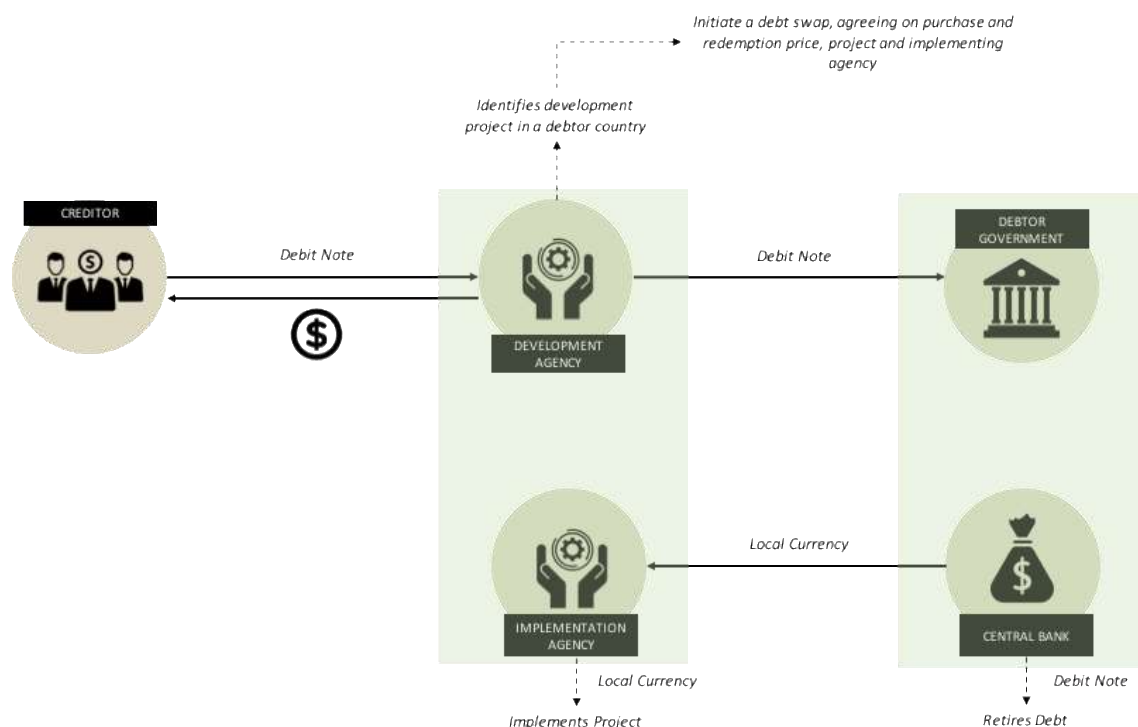 Initiate a debt swap, agreeing on purchase and
redemption price, project and implementing
agency
Identifies development
project in a debtor country
CREDITOR
DEBTOR
GOVERNMENT
Debit Note
Debit Note
$
$
DEVELOPMENT
AGENCY
Local Currency
$
IMPLEMENTATION
AGENCY
CENTRAL BANK
Local Currency
Debit Note
Implements Project
Retires Debt